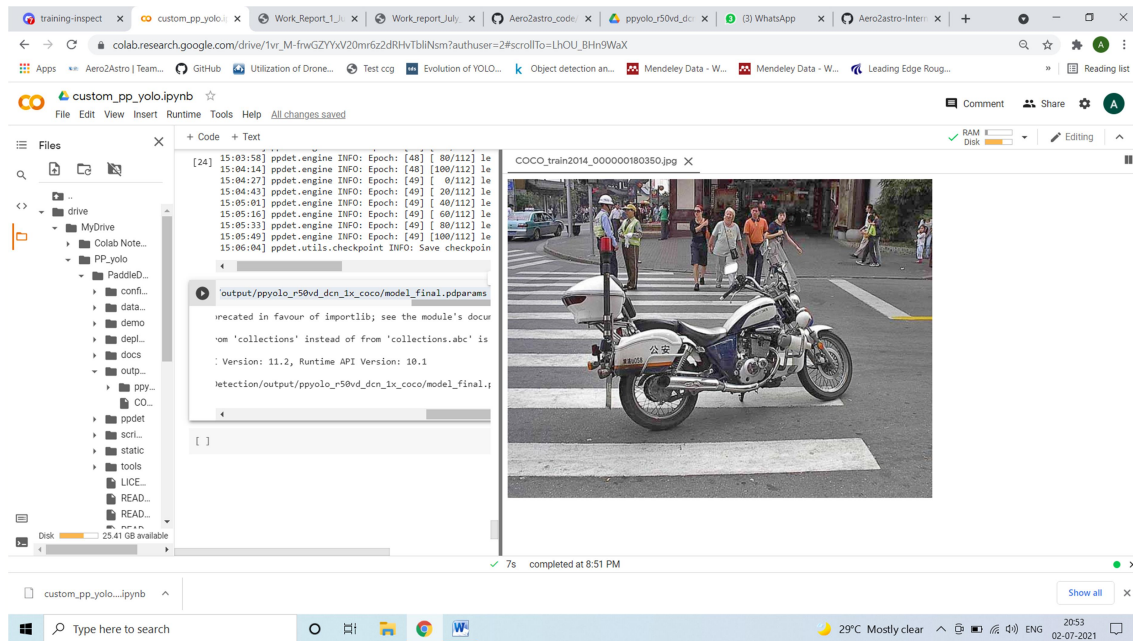 training-inspect
custom_pp_yolo.i
Work_Report_1_Ju
Work_report_July_
Aero2astro_code/
ppyolo_r50vd_dc
(3) WhatsApp
Aero2astro-Intern
colab.research.google.com/drive/1vr_M-frwGZYYxV20mr6z2dRHvTbliNsm?authuser=2#scrollTo=LhOU_BHn9WaX
A
Apps
Aero2Astro | Team...
GitHub
Utilization of Drone...
Test ccg
Evolution of YOLO...
Object detection an...
Mendeley Data - W...
Mendeley Data - W...
Leading Edge Roug...
»
Reading list
custom_pp_yolo.ipynb
Comment
Share
A
File Edit View Insert Runtime Tools Help All changes saved
Files
+ Code + Text
RAM
Disk
Editing
..
drive
MyDrive
Colab Note...
PP_yolo
PaddleD...
confi...
data...
demo
depl...
docs
outp...
ppy...
CO...
ppdet
scri...
static
tools
LICE...
READ...
READ...
Disk 25.41 GB available
[24] 15:03:58] ppdet.engine INFO: Epoch: [48] [ 80/112] le
15:04:14] ppdet.engine INFO: Epoch: [48] [100/112] le
15:04:27] ppdet.engine INFO: Epoch: [49] [ 0/112] le
15:04:43] ppdet.engine INFO: Epoch: [49] [ 20/112] le
15:05:01] ppdet.engine INFO: Epoch: [49] [ 40/112] le
15:05:16] ppdet.engine INFO: Epoch: [49] [ 60/112] le
15:05:33] ppdet.engine INFO: Epoch: [49] [ 80/112] le
15:05:49] ppdet.engine INFO: Epoch: [49] [100/112] le
15:06:04] ppdet.utils.checkpoint INFO: Save checkpoin
output/ppyolo_r50vd_dcn_1x_coco/model_final.pdparams
recated in favour of importlib; see the module's docum
om 'collections' instead of from 'collections.abc' is
Version: 11.2, Runtime API Version: 10.1
etection/output/ppyolo_r50vd_dcn_1x_coco/model_final.p
[ ]
COCO_train2014_000000180350.jpg
公安
7s completed at 8:51 PM
custom_pp_yolo....ipynb
Show all
Type here to search
29°C Mostly clear
ENG
20:53
02-07-2021